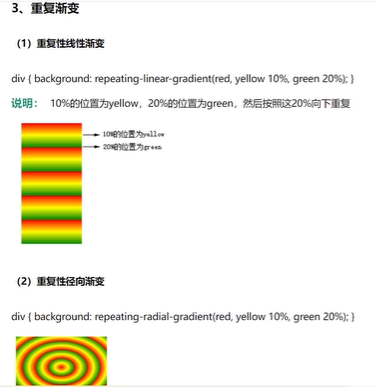 3、重复渐变
（1）重复性线性渐变
div { background: repeating-linear-gradient(red, yellow 10%, green 20%); }
说明： 10%的位置为yellow，20%的位置为green，然后按照这20%向下重复
10%的位置为yellow
20%的位置为green
（2）重复性径向渐变
div { background: repeating-radial-gradient(red, yellow 10%, green 20%); }